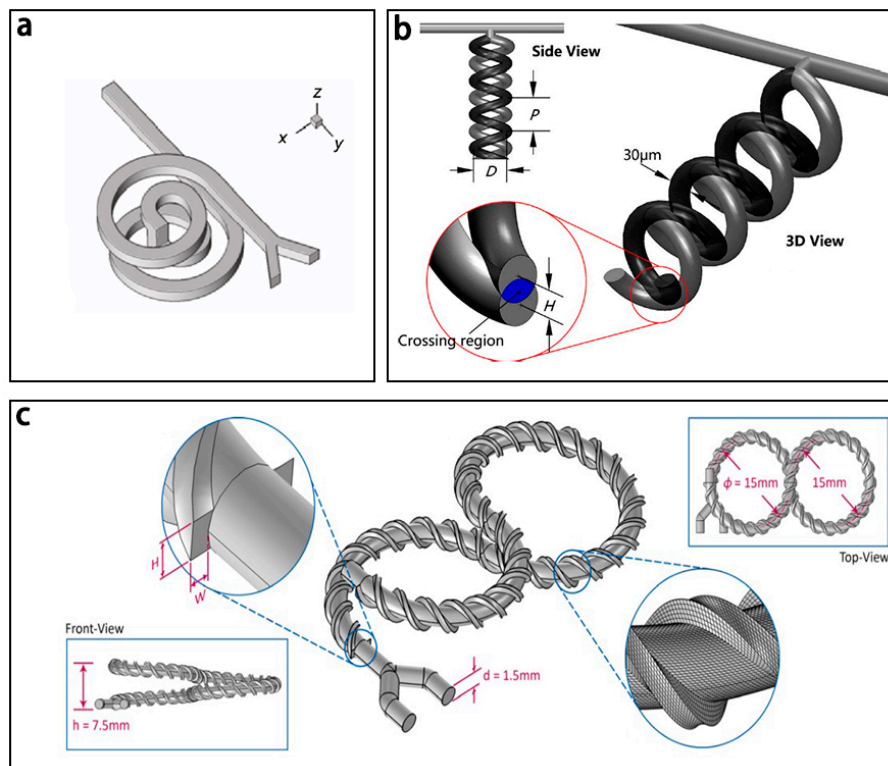 a
z
x
y
b
Side View
P
D
30μm
3D View
H
Crossing region
c
H
W
Front-View
h = 7.5mm
d = 1.5mm
ϕ = 15mm
15mm
Top-View